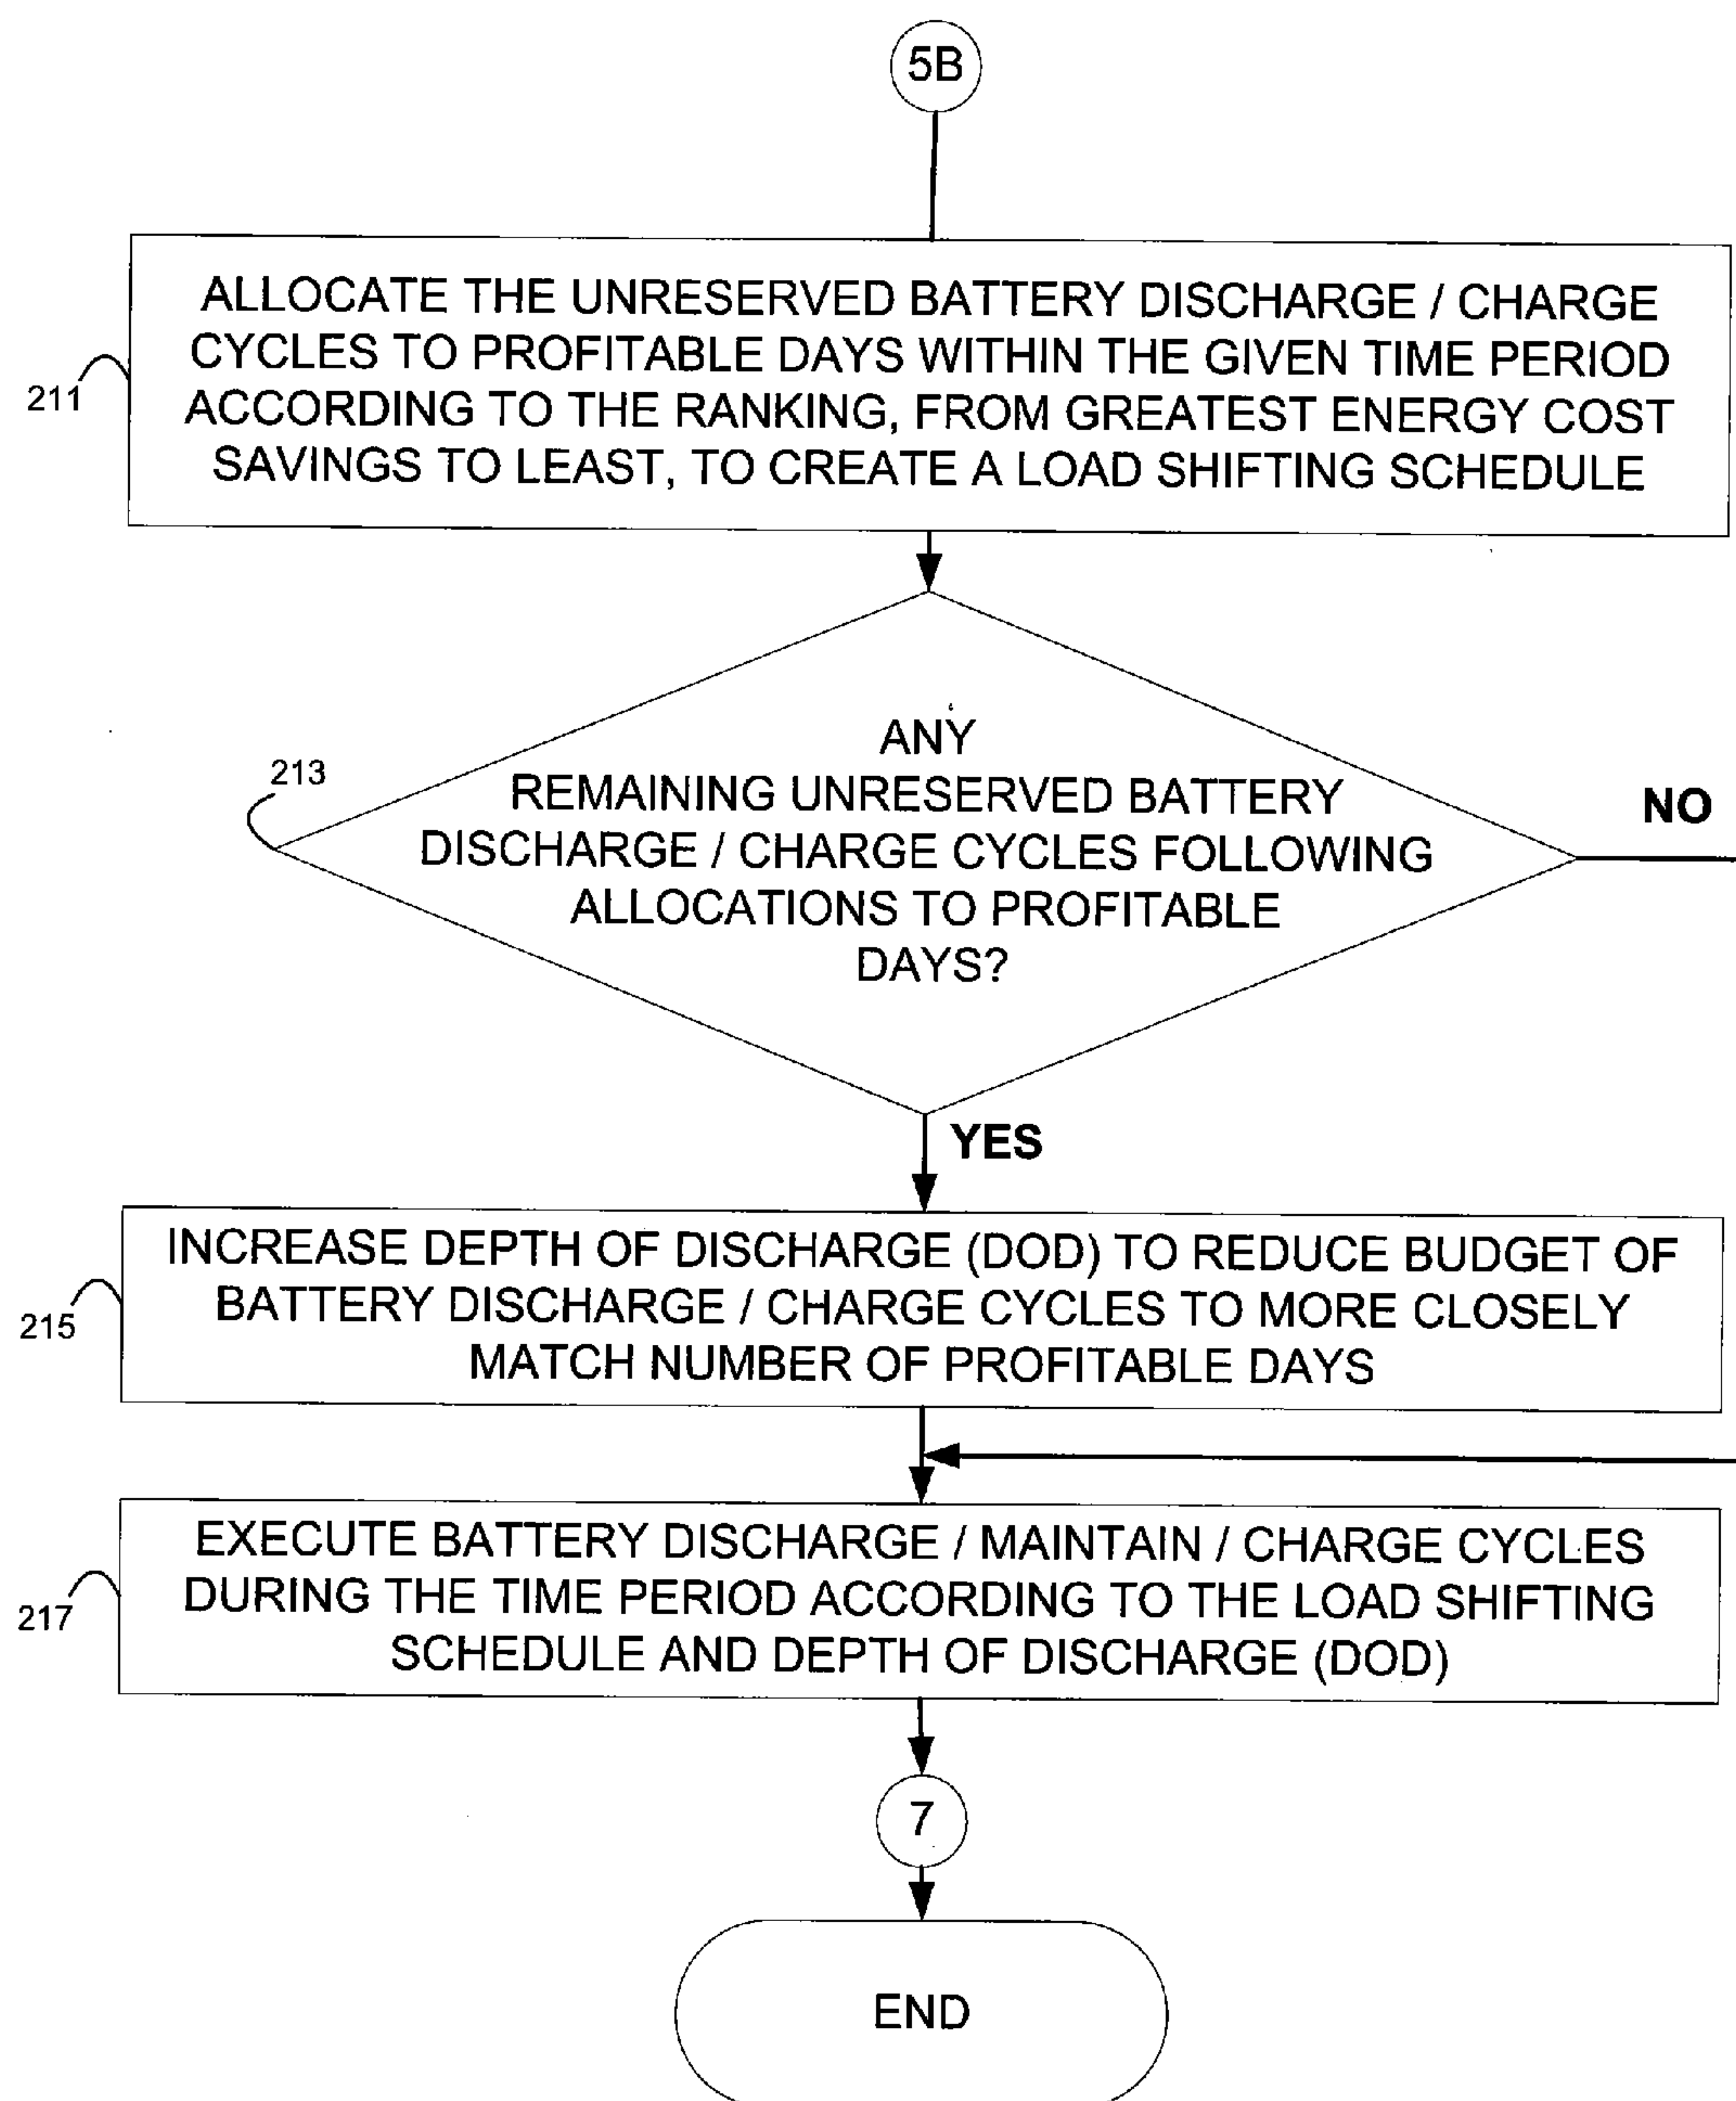 5B
ALLOCATE THE UNRESERVED BATTERY DISCHARGE / CHARGE
CYCLES TO PROFITABLE DAYS WITHIN THE GIVEN TIME PERIOD
ACCORDING TO THE RANKING, FROM GREATEST ENERGY COST
SAVINGS TO LEAST, TO CREATE A LOAD SHIFTING SCHEDULE
211
213
ANY
REMAINING UNRESERVED BATTERY
DISCHARGE / CHARGE CYCLES FOLLOWING
ALLOCATIONS TO PROFITABLE
DAYS?
NO
YES
INCREASE DEPTH OF DISCHARGE (DOD) TO REDUCE BUDGET OF
BATTERY DISCHARGE / CHARGE CYCLES TO MORE CLOSELY
MATCH NUMBER OF PROFITABLE DAYS
215
EXECUTE BATTERY DISCHARGE / MAINTAIN / CHARGE CYCLES
DURING THE TIME PERIOD ACCORDING TO THE LOAD SHIFTING
SCHEDULE AND DEPTH OF DISCHARGE (DOD)
217
7
END